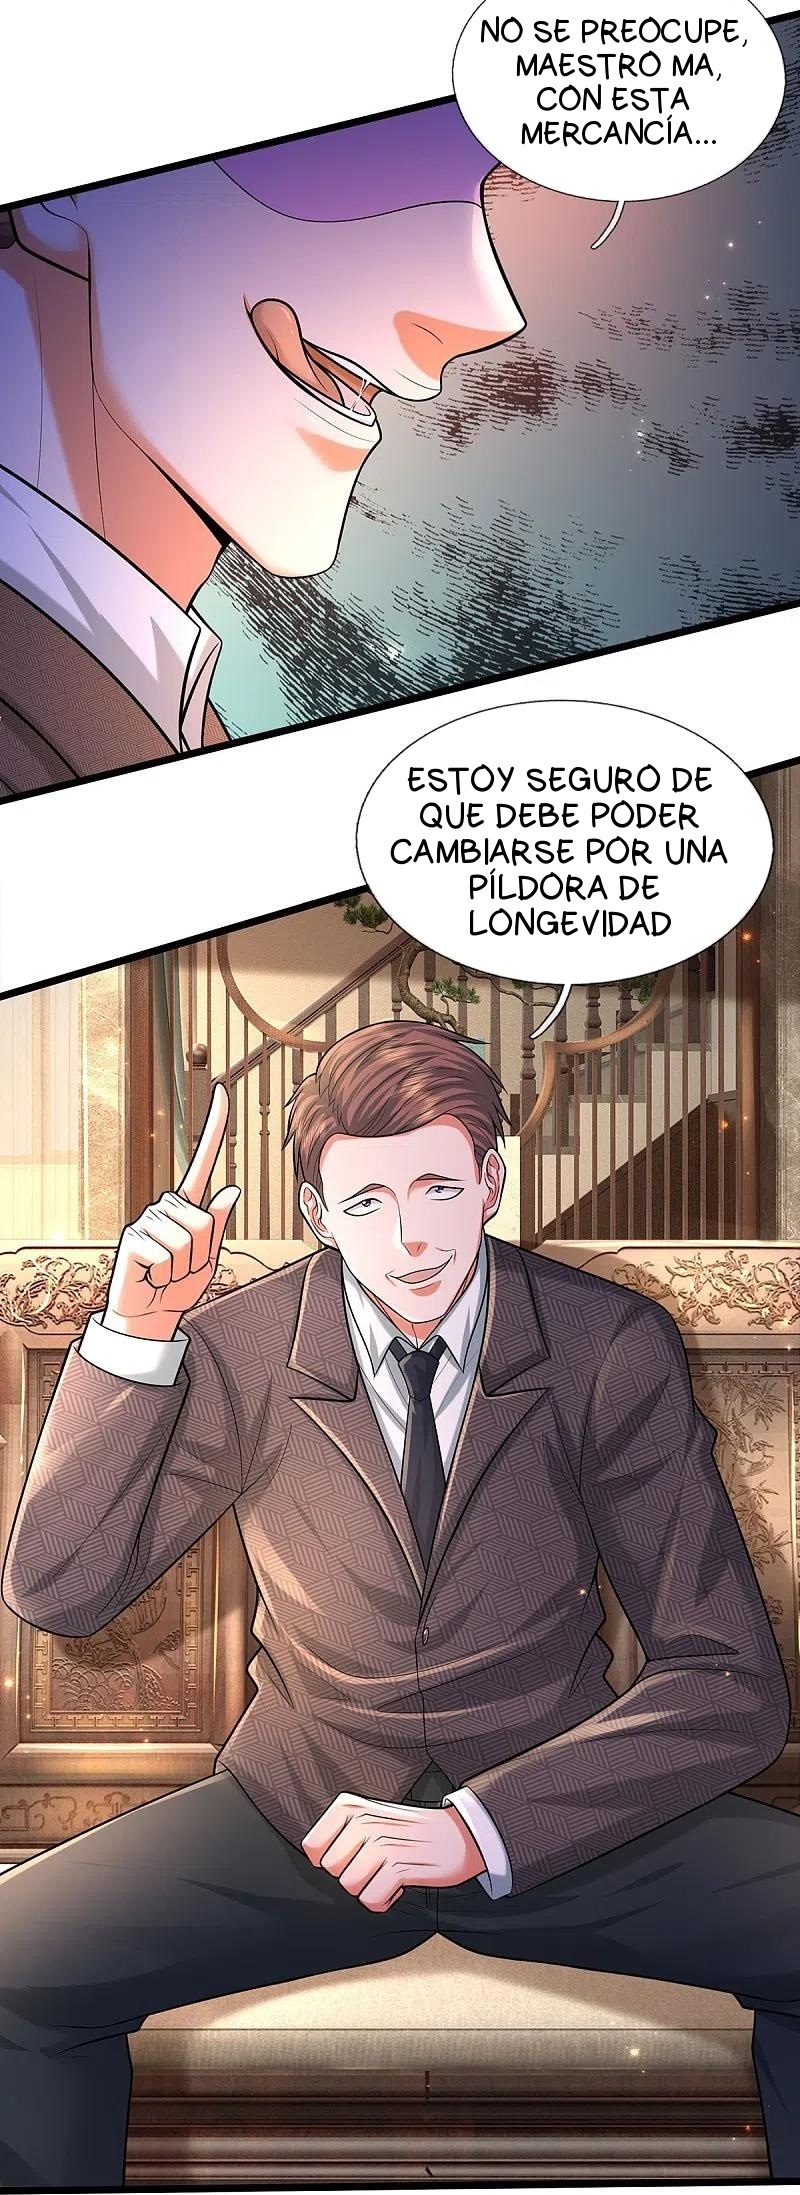 NO SE PREOCUPE,
MAESTRO MA,
CON ESTA
MERCANCÍA...
ESTOY SEGURO DE
QUE DEBE PODER
CAMBIARSE POR UNA
PÍLDORA DE
LONGEVIDAD